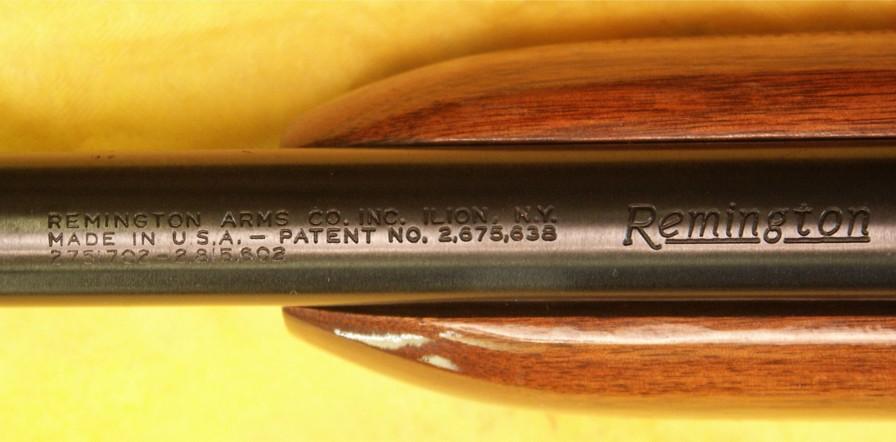 REMINGTON ARMS CO. INC. ILION, N.Y.
MADE IN U.S.A. — PATENT NO. 2,675,638
Remington